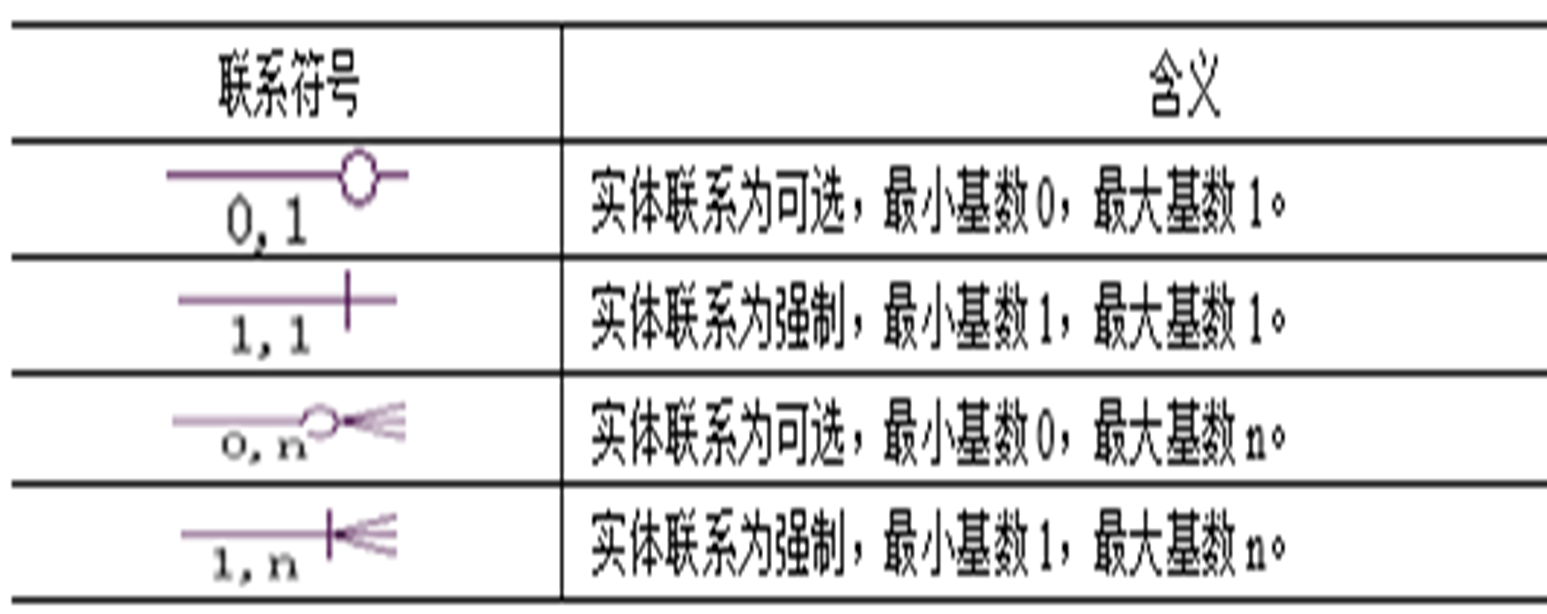 联系符号 含义
0,1 实体联系为可选，最小基数0，最大基数1。
1,1 实体联系为强制，最小基数1，最大基数1。
0,n 实体联系为可选，最小基数0，最大基数n。
1,n 实体联系为强制，最小基数1，最大基数n。